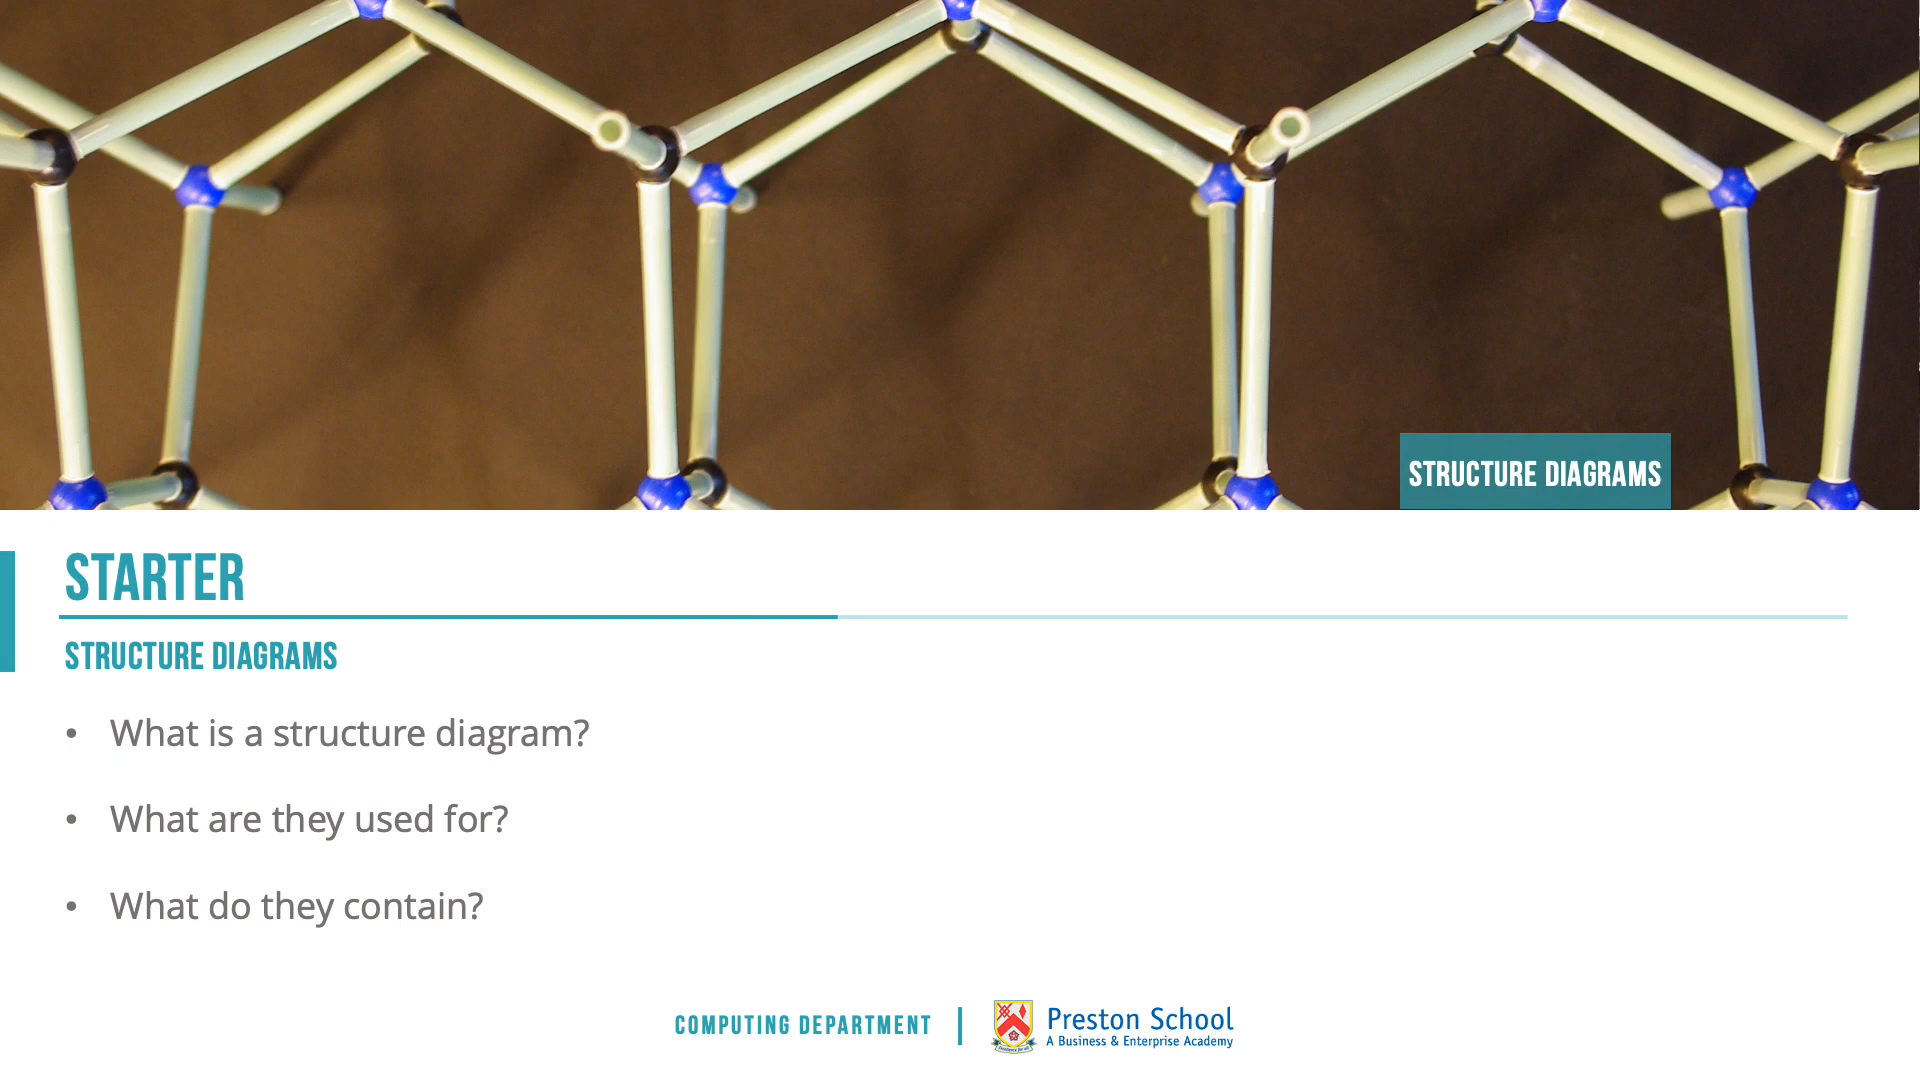 STRUCTURE DIAGRAMS
STARTER
STRUCTURE DIAGRAMS
• What is a structure diagram?
• What are they used for?
• What do they contain?
COMPUTING DEPARTMENT
Preston School
A Business & Enterprise Academy